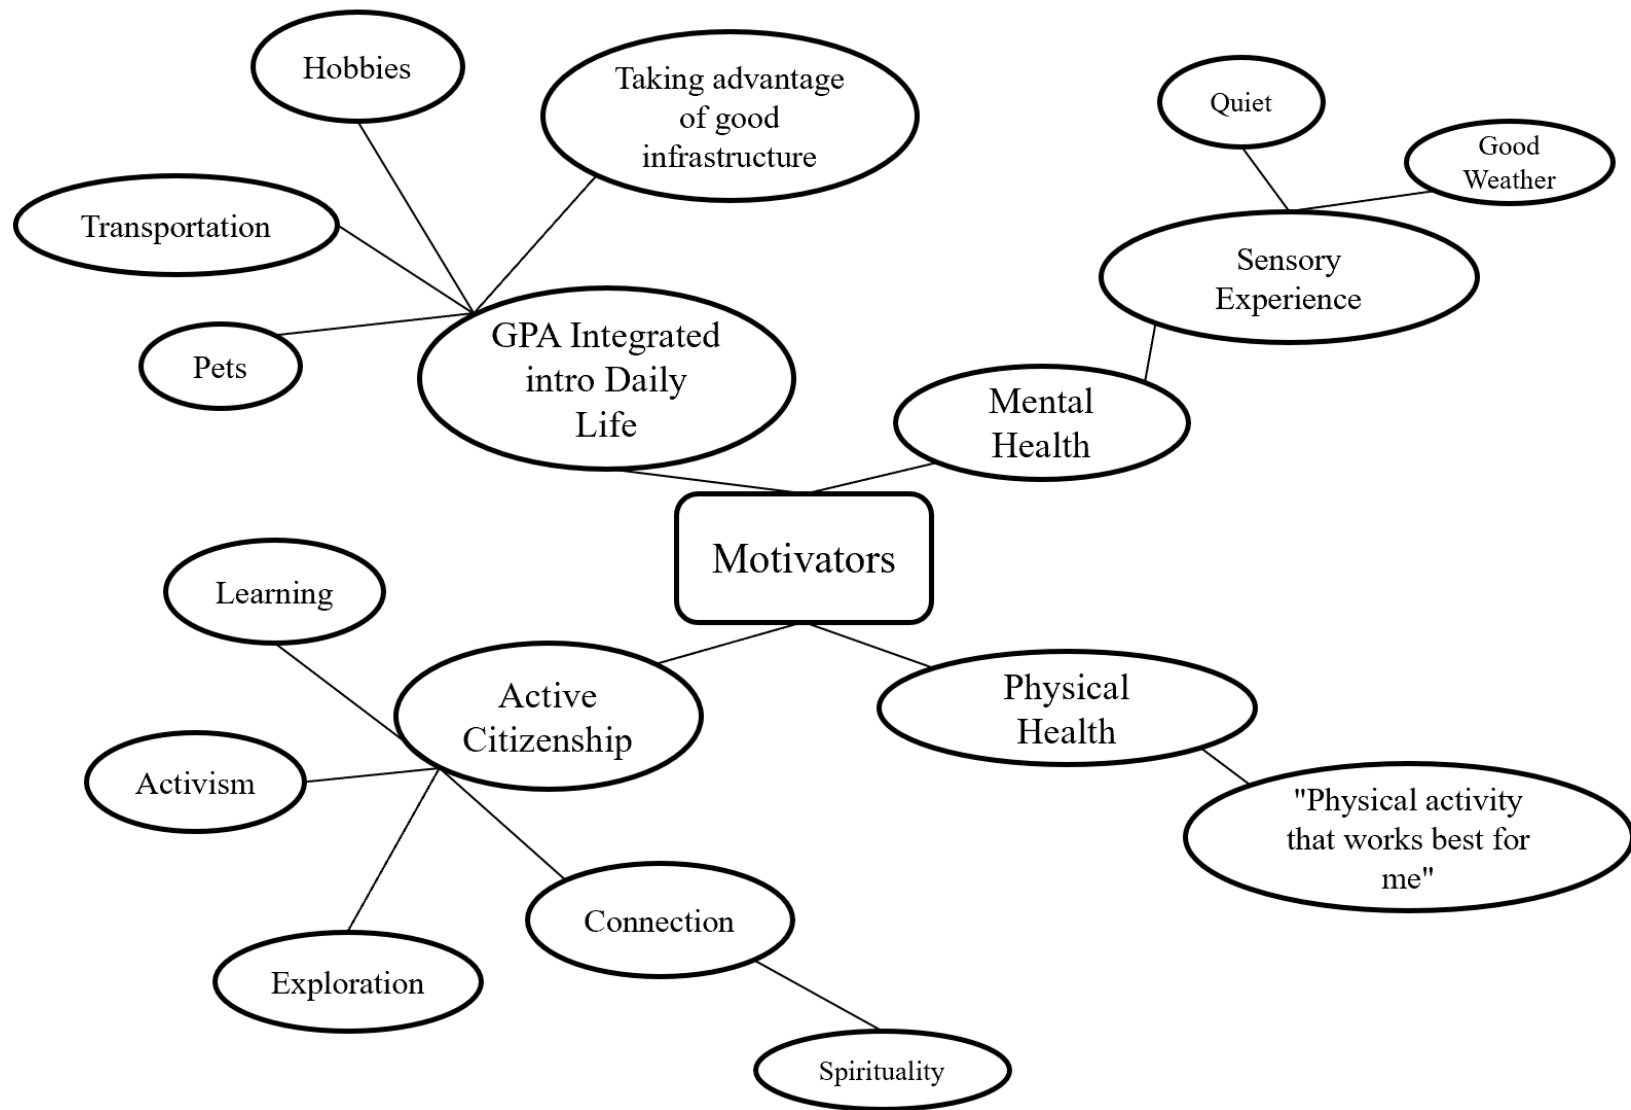 Hobbies
Taking advantage
of good
infrastructure
Quiet
Good
Weather
Transportation
Sensory
Experience
Pets
GPA Integrated
intro Daily
Life
Mental
Health
Motivators
Learning
Active
Citizenship
Physical
Health
Activism
"Physical activity
that works best for
me"
Connection
Exploration
Spirituality